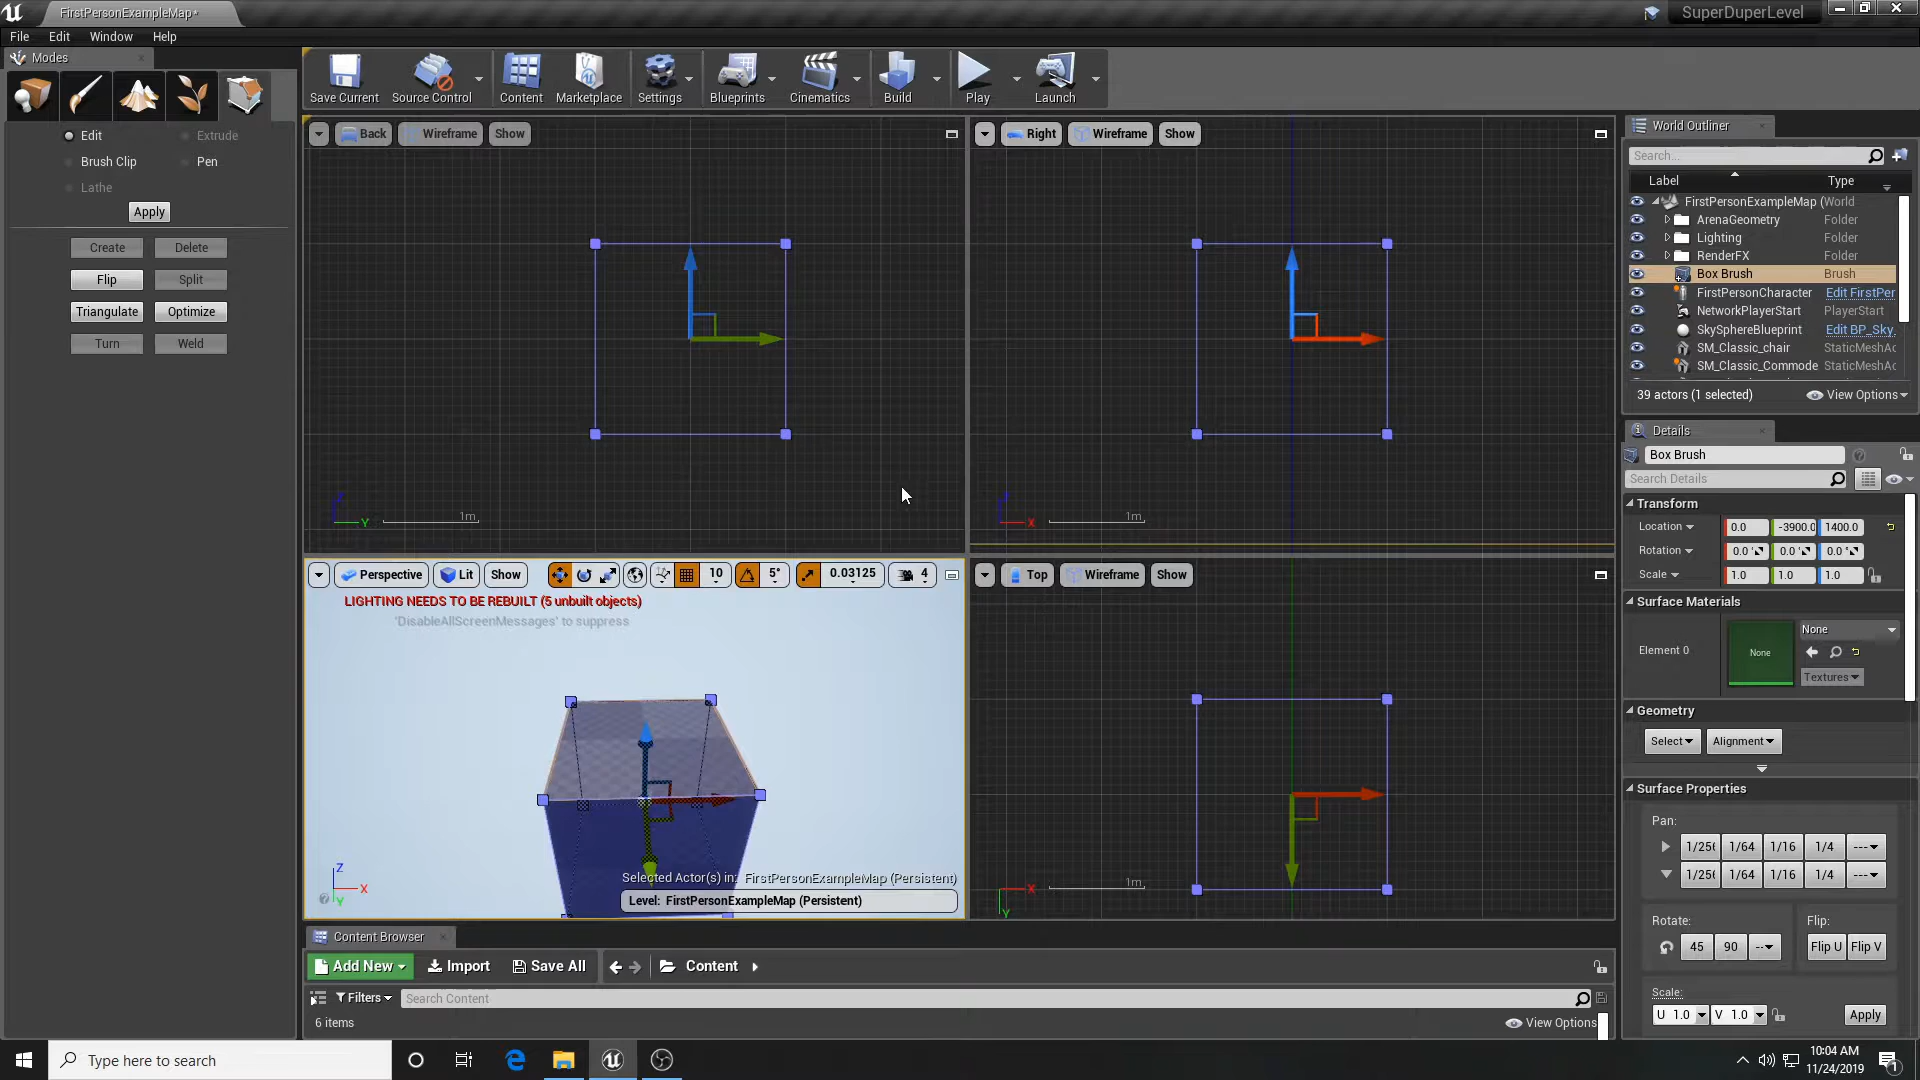 FirstPersonExampleMap*
SuperDuperLevel
File Edit Window Help
Modes
Save Current
Source Control
Content
Marketplace
Settings
Blueprints
Cinematics
Build
Play
Launch
Edit
Extrude
Brush Clip
Pen
Lathe
Apply
Create
Delete
Flip
Split
Triangulate
Optimize
Turn
Weld
Back Wireframe Show
Z
Y
1m
Right Wireframe Show
Z
X
1m
Perspective Lit Show 10 5° 0.03125 4
LIGHTING NEEDS TO BE REBUILT (5 unbuilt objects)
'DisableAllScreenMessages' to suppress
Z
X
Y
Selected Actor(s) in: FirstPersonExampleMap (Persistent)
Level: FirstPersonExampleMap (Persistent)
Top Wireframe Show
X
Y
1m
World Outliner
Search...
Label Type
FirstPersonExampleMap ( World
ArenaGeometry Folder
Lighting Folder
RenderFX Folder
Box Brush Brush
FirstPersonCharacter Edit FirstPer
NetworkPlayerStart PlayerStart
SkySphereBlueprint Edit BP_Sky
SM_Classic_chair StaticMeshAc
SM_Classic_Commode StaticMeshAc
39 actors (1 selected)
View Options
Details
Box Brush
Search Details
Transform
Location 0.0 -3900.0 1400.0
Rotation 0.0 ° 0.0 ° 0.0 °
Scale 1.0 1.0 1.0
Surface Materials
Element 0
None
None
Textures
Geometry
Select Alignment
Surface Properties
Pan:
1/256 1/64 1/16 1/4 ---
1/256 1/64 1/16 1/4 ---
Rotate: Flip:
45 90 -- Flip U Flip V
Scale:
U 1.0 V 1.0 Apply
Content Browser
Add New Import Save All Content
Filters Search Content
6 items
View Options
Type here to search
10:04 AM
11/24/2019
1